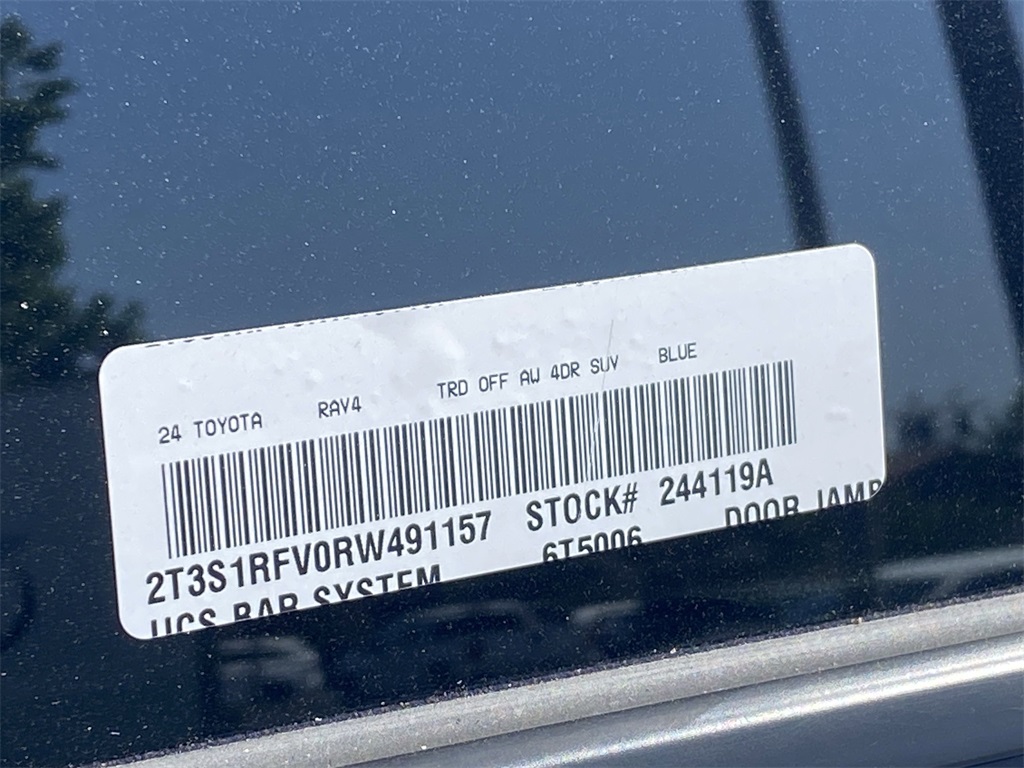 24 TOYOTA RAV4 TRD OFF AW 4DR SUV BLUE
2T3S1RFV0RW491157 STOCK# 244119A
UCS BAR SYSTEM 6T5006 DOOR JAMB